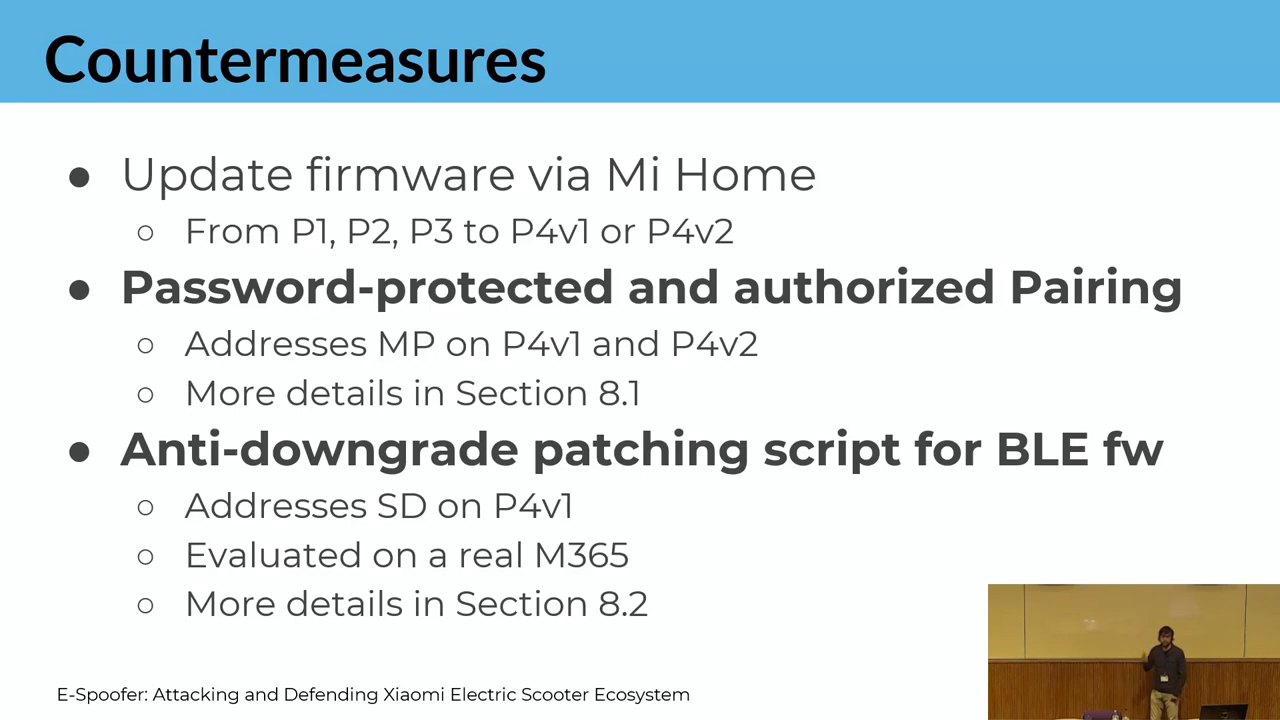 Countermeasures
● Update firmware via Mi Home
○ From P1, P2, P3 to P4v1 or P4v2
● Password-protected and authorized Pairing
○ Addresses MP on P4v1 and P4v2
○ More details in Section 8.1
● Anti-downgrade patching script for BLE fw
○ Addresses SD on P4v1
○ Evaluated on a real M365
○ More details in Section 8.2
E-Spoofer: Attacking and Defending Xiaomi Electric Scooter Ecosystem